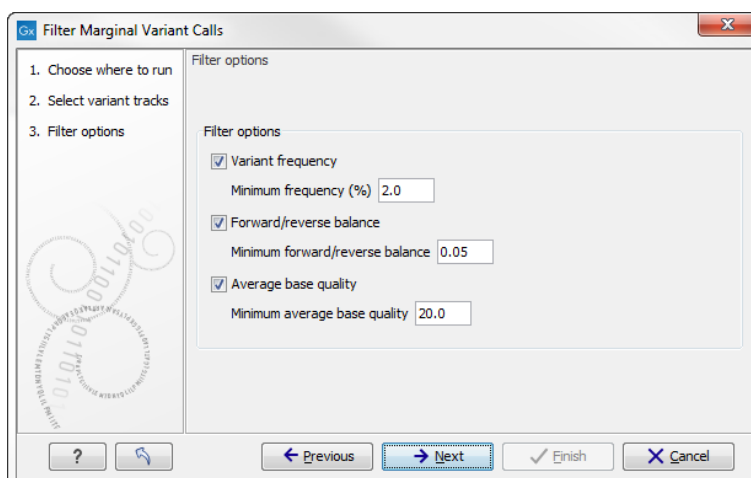 Gx Filter Marginal Variant Calls
1. Choose where to run
2. Select variant tracks
3. Filter options
Filter options
Filter options
Variant frequency
Minimum frequency (%) 2.0
Forward/reverse balance
Minimum forward/reverse balance 0.05
Average base quality
Minimum average base quality 20.0
? Previous Next Finish Cancel